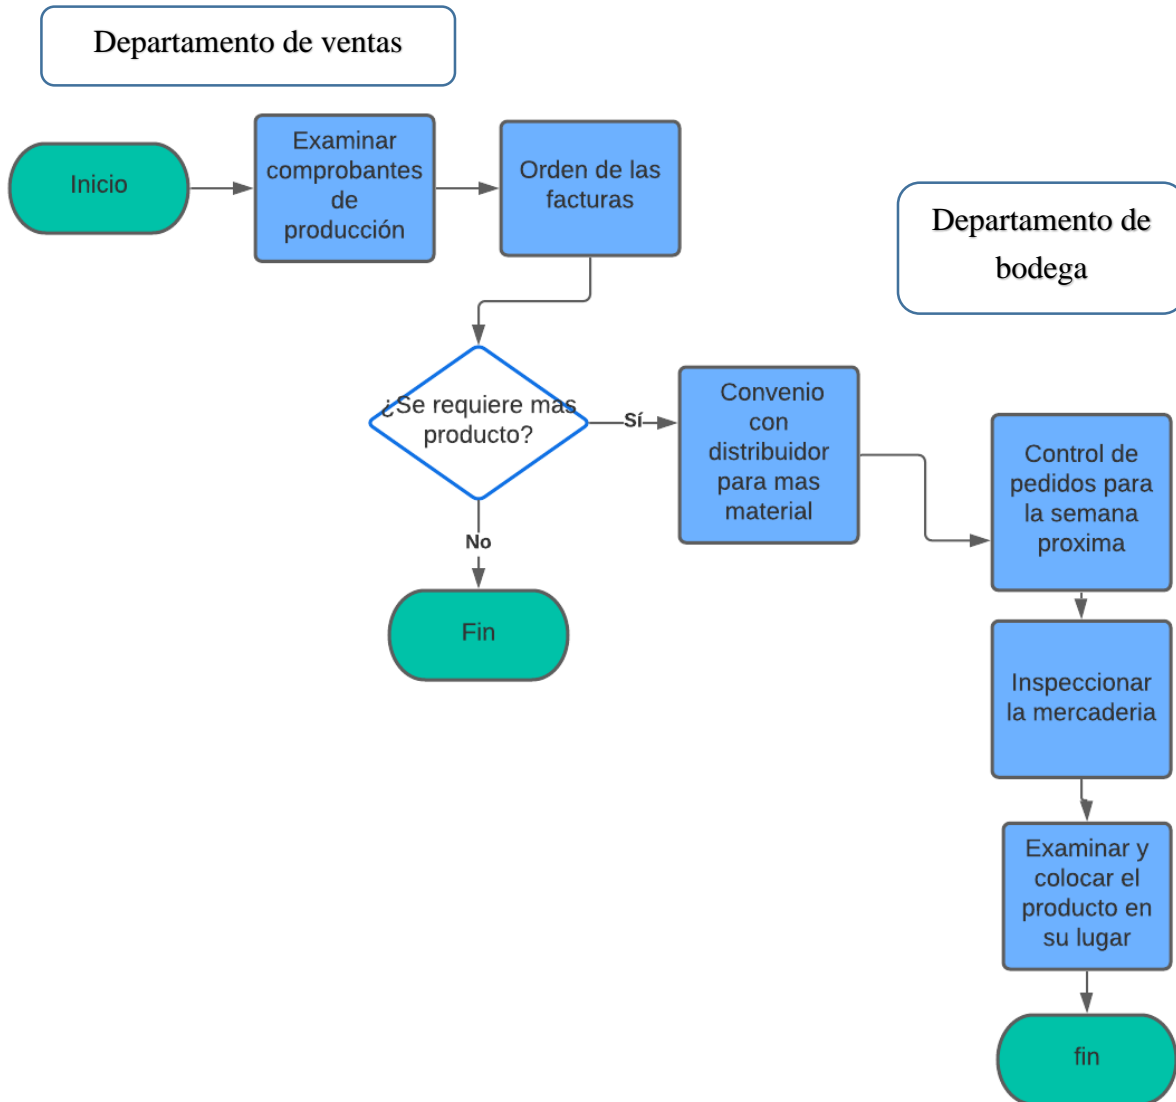 Departamento de ventas
Inicio
Examinar
comprobantes
de
producción
Orden de las
facturas
Departamento de
bodega
¿Se requiere mas
producto?
Sí
Convenio
con
distribuidor
para mas
material
Control de
pedidos para
la semana
proxima
No
Fin
Inspeccionar
la mercaderia
Examinar y
colocar el
producto en
su lugar
fin